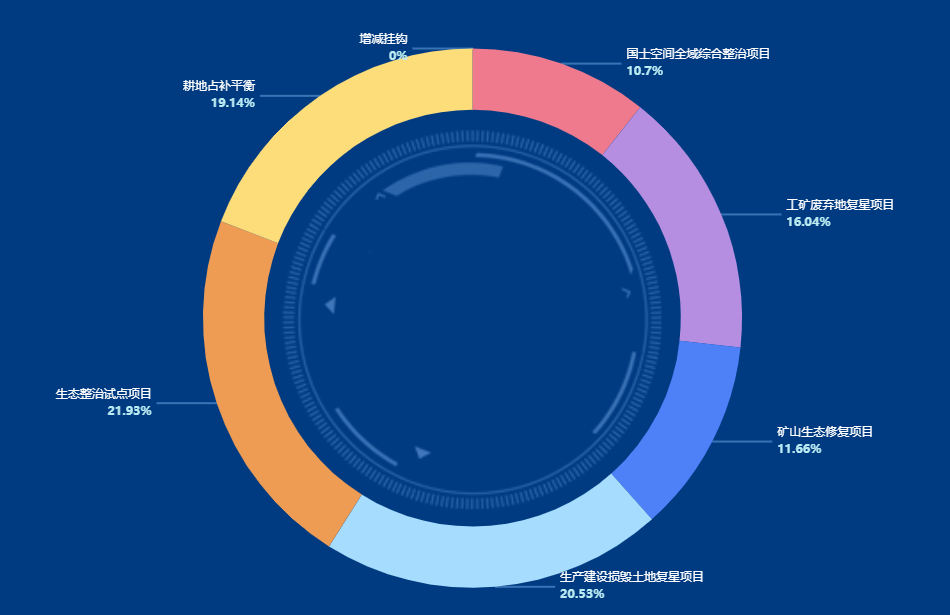 增减挂钩
0%
国土空间全域综合整治项目
10.7%
耕地占补平衡
19.14%
工矿废弃地复星项目
16.04%
生态整治试点项目
21.93%
矿山生态修复项目
11.66%
生产建设损毁土地复星项目
20.53%